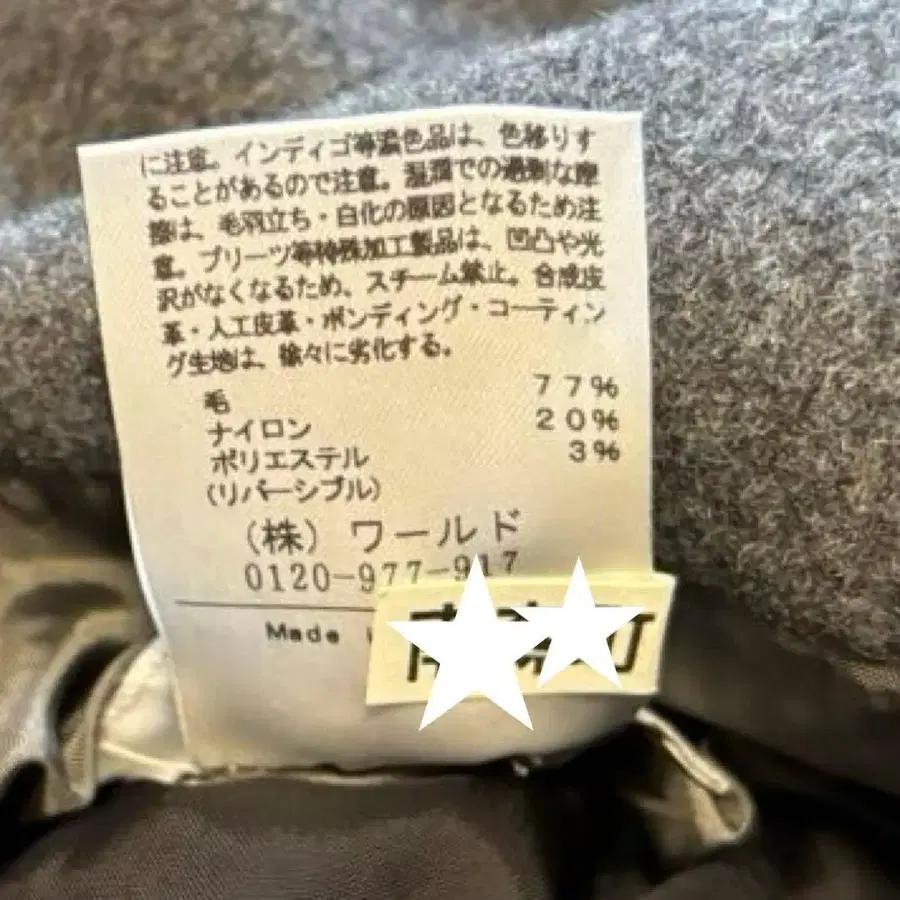 に注意。インディゴ等濃色品は、色移りす
ることがあるので注意。湿潤での過剰な摩
擦は、毛羽立ち・白化の原因となるため注
意。プリーツ等特殊加工製品は、凹凸や光
沢がなくなるため、スチーム禁止。合成皮
革・人工皮革・ボンディング・コーティン
グ生地は、徐々に劣化する。
毛 77%
ナイロン 20%
ポリエステル 3%
(リバーシブル)
(株) ワールド
0120-977-917
Made